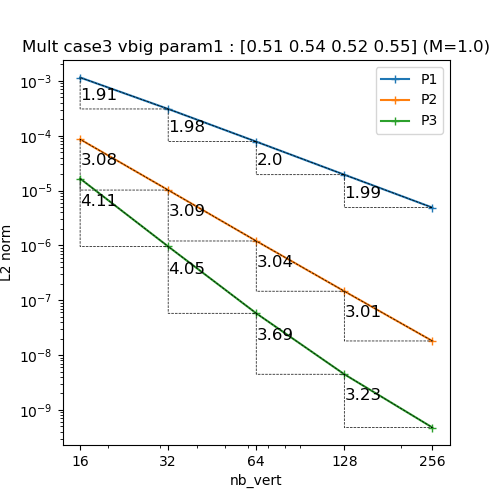 Mult case3 vbig param1 : [0.51 0.54 0.52 0.55] (M=1.0)
P1
P2
P3
1.91
1.98
2.0
1.99
3.08
3.09
3.04
3.01
4.11
4.05
3.69
3.23
L2 norm
10⁻³
10⁻⁴
10⁻⁵
10⁻⁶
10⁻⁷
10⁻⁸
10⁻⁹
16 32 64 128 256
nb_vert